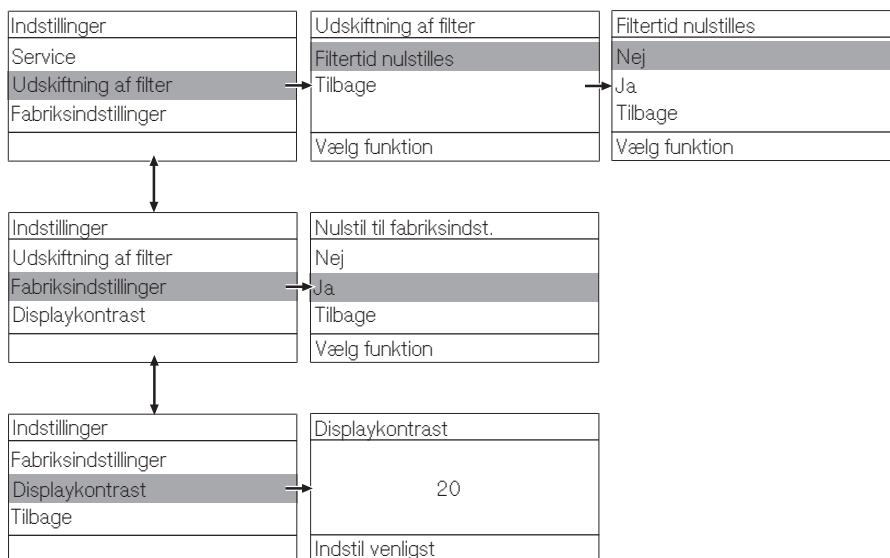 Indstillinger
Service
Udskiftning af filter
Fabriksindstillinger
Udskiftning af filter
Filtertid nulstilles
Tilbage
Vælg funktion
Filtertid nulstilles
Nej
Ja
Tilbage
Vælg funktion
Indstillinger
Udskiftning af filter
Fabriksindstillinger
Displaykontrast
Nulstil til fabriksindst.
Nej
Ja
Tilbage
Vælg funktion
Indstillinger
Fabriksindstillinger
Displaykontrast
Tilbage
Displaykontrast
20
Indstil venligst